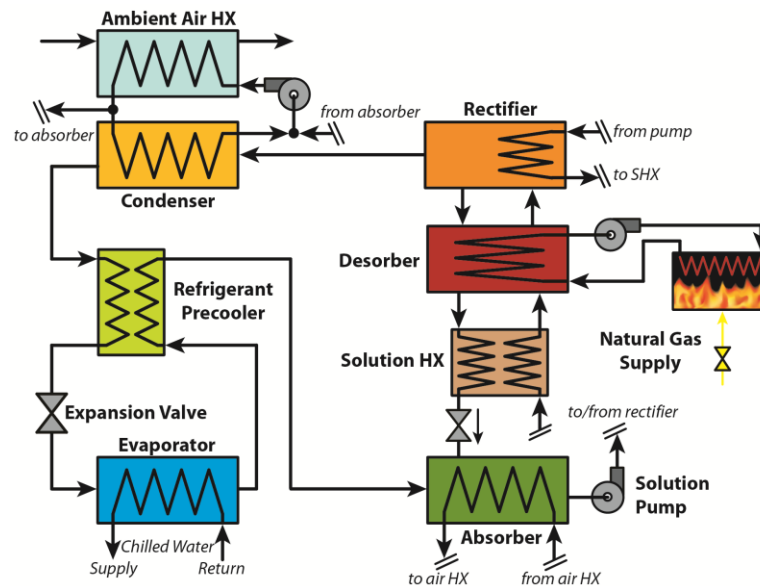 Ambient Air HX
to absorber
from absorber
Condenser
Rectifier
from pump
to SHX
Desorber
Refrigerant
Precooler
Solution HX
Natural Gas
Supply
Expansion Valve
to/from rectifier
Evaporator
Solution
Pump
Absorber
Chilled Water
Supply
Return
to air HX
from air HX